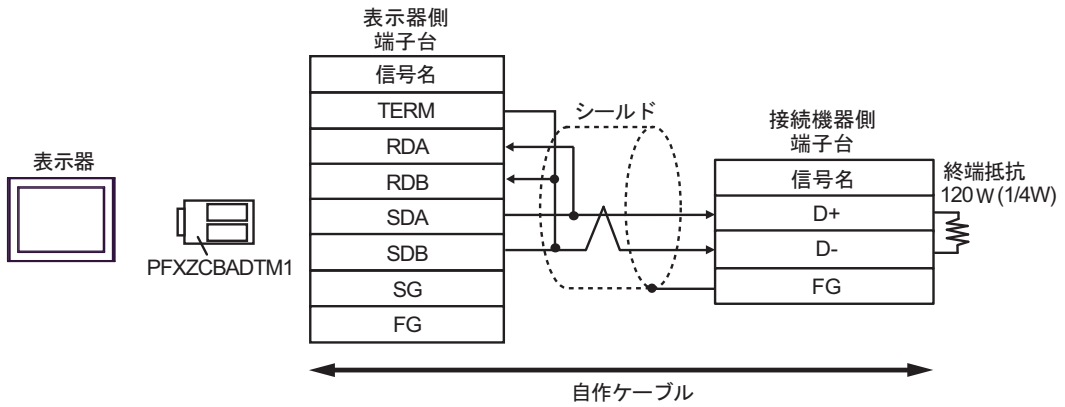 表示器側
端子台
信号名
TERM
RDA
RDB
SDA
SDB
SG
FG
シールド
接続機器側
端子台
信号名
D+
D-
FG
終端抵抗
120W(1/4W)
表示器
PFXZCBADTM1
自作ケーブル